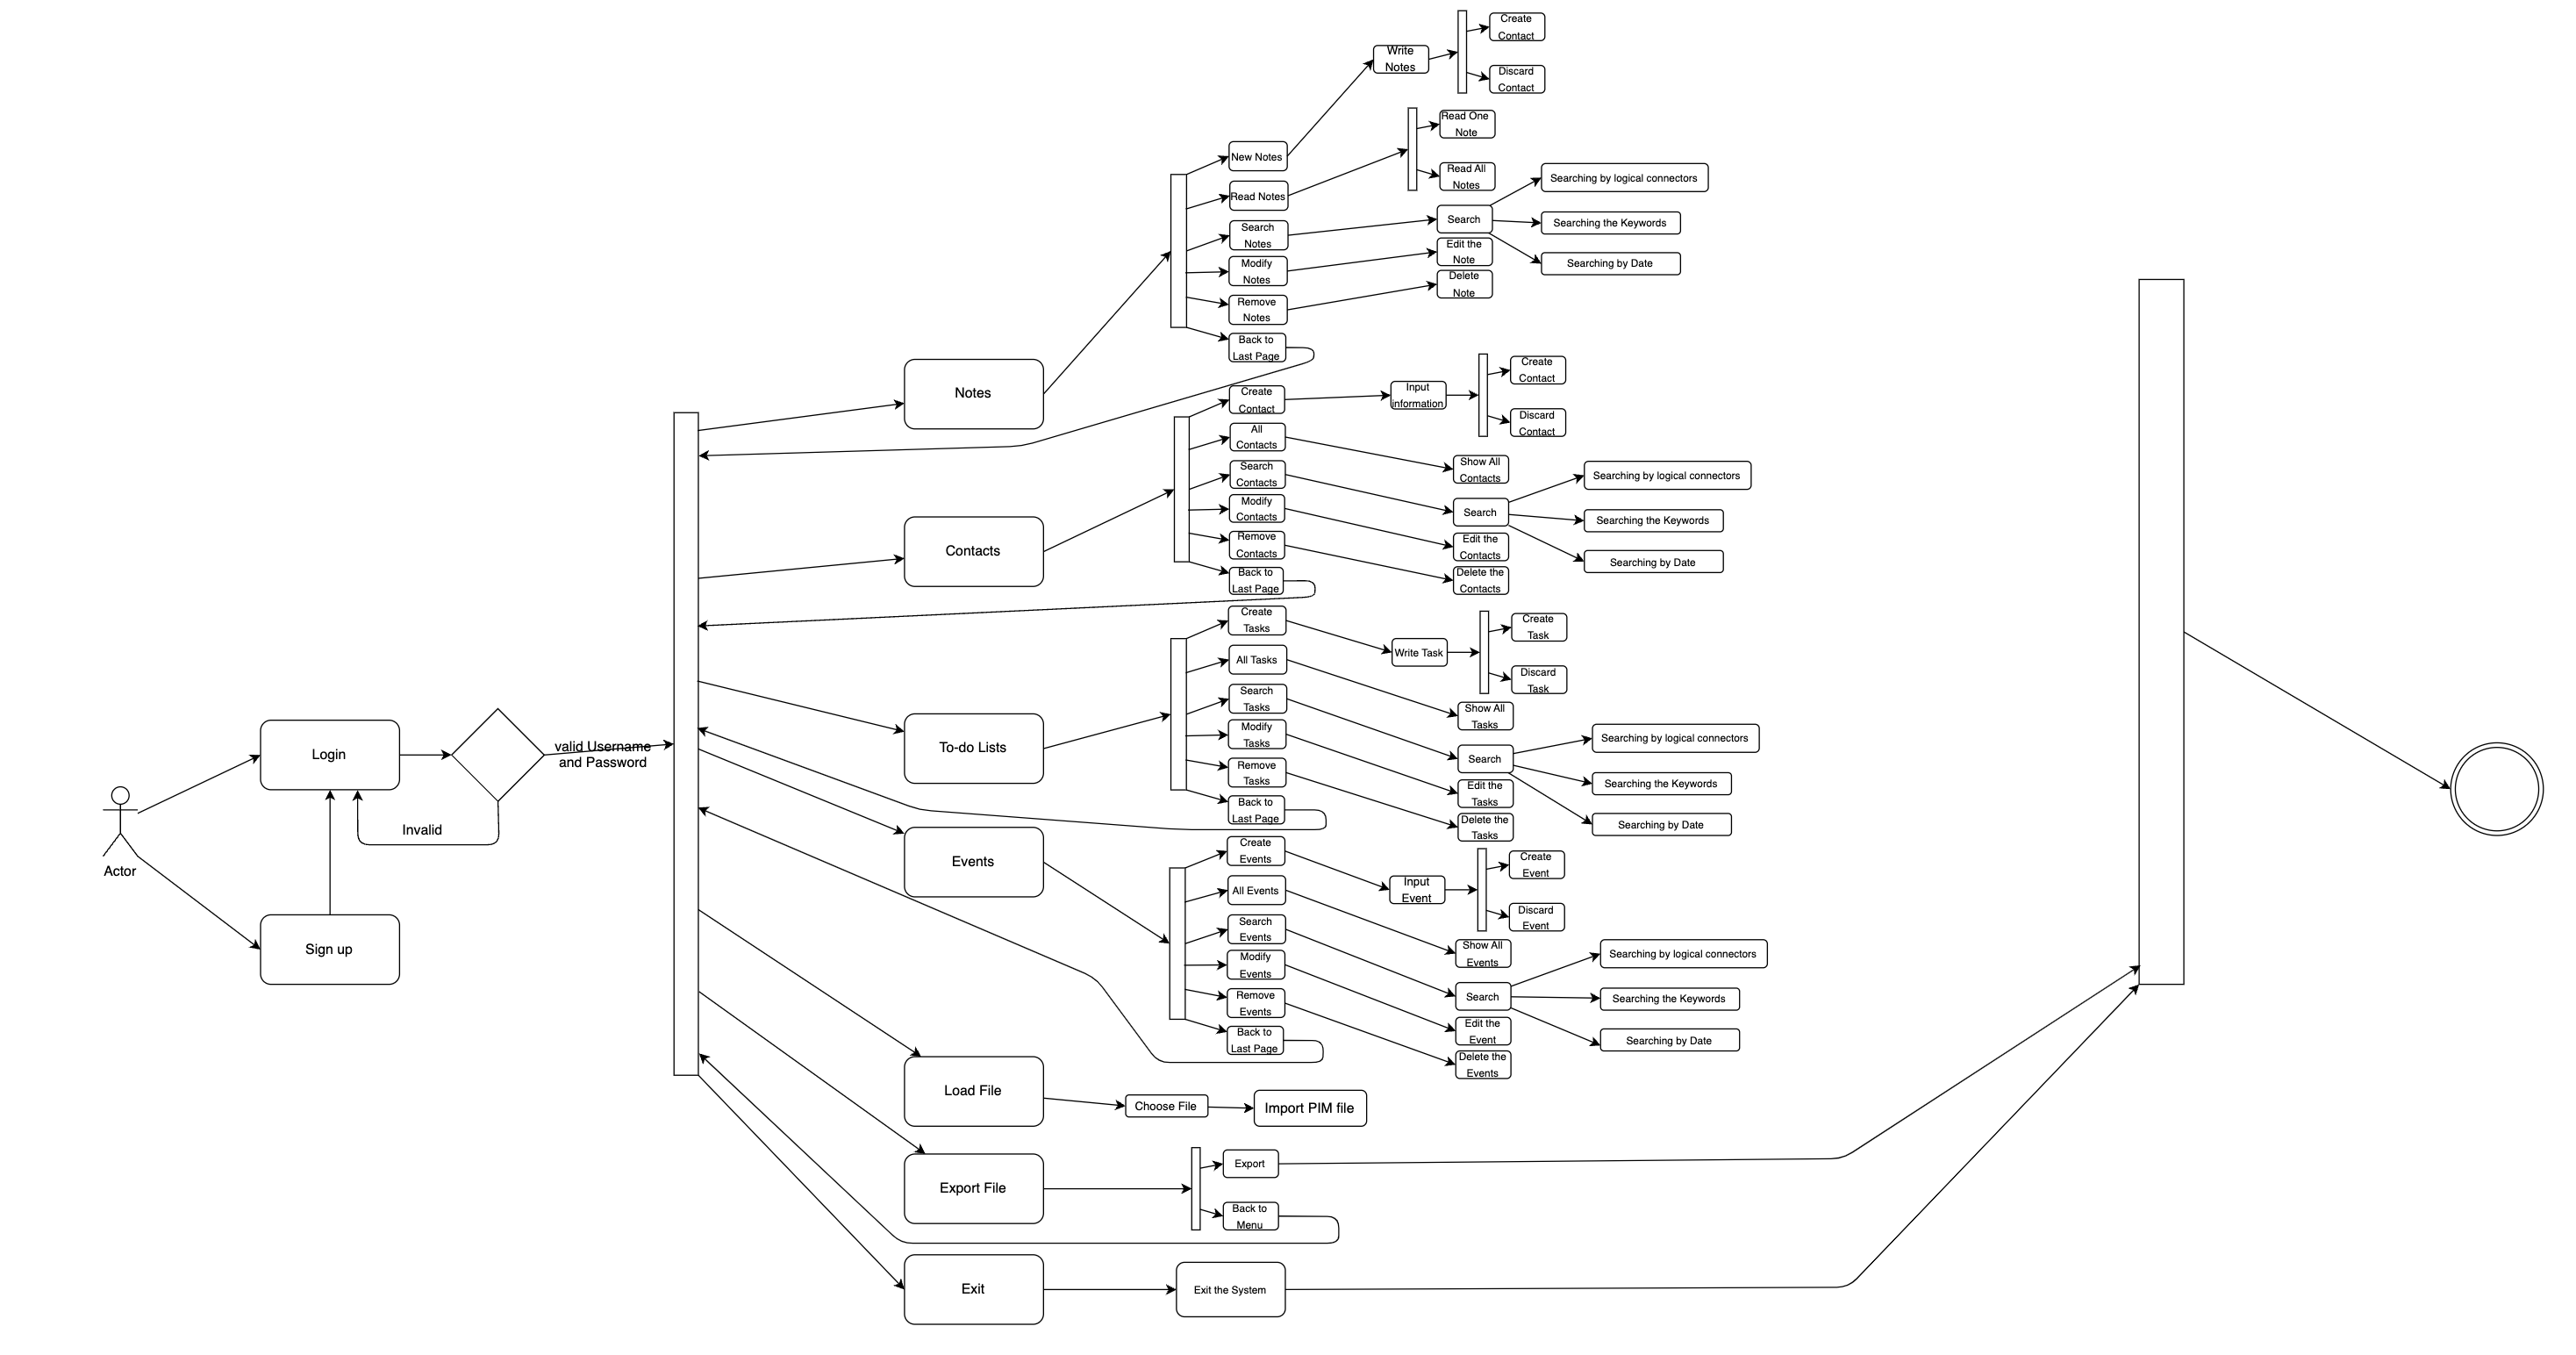 Actor
Login
Sign up
Invalid
valid Username
and Password
Notes
New Notes
Write
Notes
Create
Contact
Discard
Contact
Read Notes
Read One
Note
Read All
Notes
Search
Notes
Search
Searching by logical connectors
Searching the Keywords
Searching by Date
Modify
Notes
Edit the
Note
Remove
Notes
Delete
Note
Back to
Last Page
Contacts
Create
Contact
Input
information
Create
Contact
Discard
Contact
All
Contacts
Show All
Contacts
Search
Contacts
Search
Searching by logical connectors
Searching the Keywords
Searching by Date
Modify
Contacts
Edit the
Contacts
Remove
Contacts
Delete the
Contacts
Back to
Last Page
To-do Lists
Create
Tasks
Write Task
Create
Task
Discard
Task
All Tasks
Show All
Tasks
Search
Tasks
Search
Searching by logical connectors
Searching the Keywords
Searching by Date
Modify
Tasks
Edit the
Tasks
Remove
Tasks
Delete the
Tasks
Back to
Last Page
Events
Create
Events
Input
Event
Create
Event
Discard
Event
All Events
Show All
Events
Search
Events
Search
Searching by logical connectors
Searching the Keywords
Searching by Date
Modify
Events
Edit the
Event
Remove
Events
Delete the
Events
Back to
Last Page
Load File
Choose File
Import PIM file
Export File
Export
Back to
Menu
Exit
Exit the System